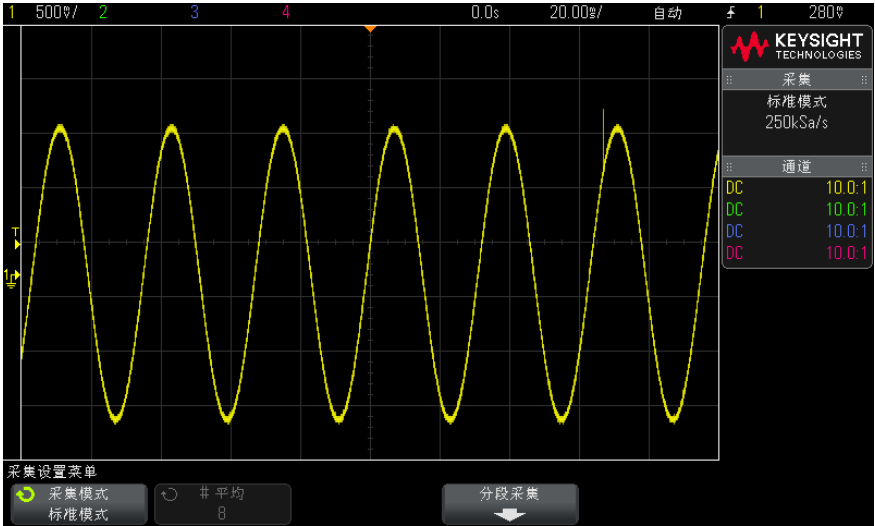 1 500mV/ 2 3 4 0.0s 20.00ms/ 自动 1 280mV
KEYSIGHT
TECHNOLOGIES
采集
标准模式
250kSa/s
通道
DC 10.0:1
DC 10.0:1
DC 10.0:1
DC 10.0:1
T
1
采集设置菜单
采集模式 # 平均 分段采集
标准模式 8